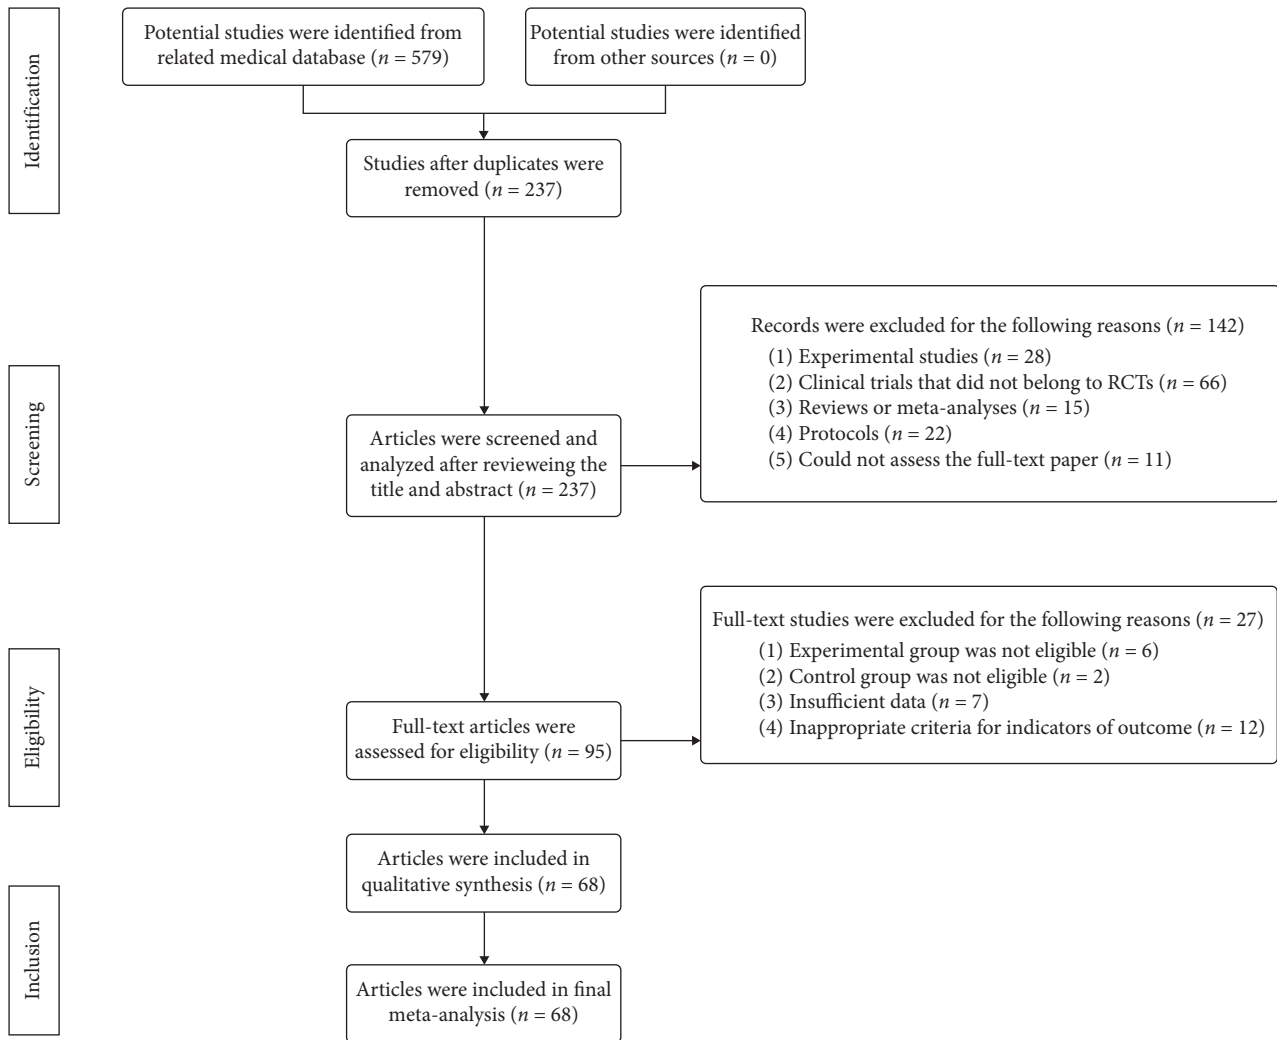 Identification
Potential studies were identified from
related medical database (n = 579)
Potential studies were identified
from other sources (n = 0)
Studies after duplicates were
removed (n = 237)
Screening
Articles were screened and
analyzed after revieweing the
title and abstract (n = 237)
Records were excluded for the following reasons (n = 142)
(1) Experimental studies (n = 28)
(2) Clinical trials that did not belong to RCTs (n = 66)
(3) Reviews or meta-analyses (n = 15)
(4) Protocols (n = 22)
(5) Could not assess the full-text paper (n = 11)
Eligibility
Full-text articles were
assessed for eligibility (n = 95)
Full-text studies were excluded for the following reasons (n = 27)
(1) Experimental group was not eligible (n = 6)
(2) Control group was not eligible (n = 2)
(3) Insufficient data (n = 7)
(4) Inappropriate criteria for indicators of outcome (n = 12)
Articles were included in
qualitative synthesis (n = 68)
Inclusion
Articles were included in final
meta-analysis (n = 68)